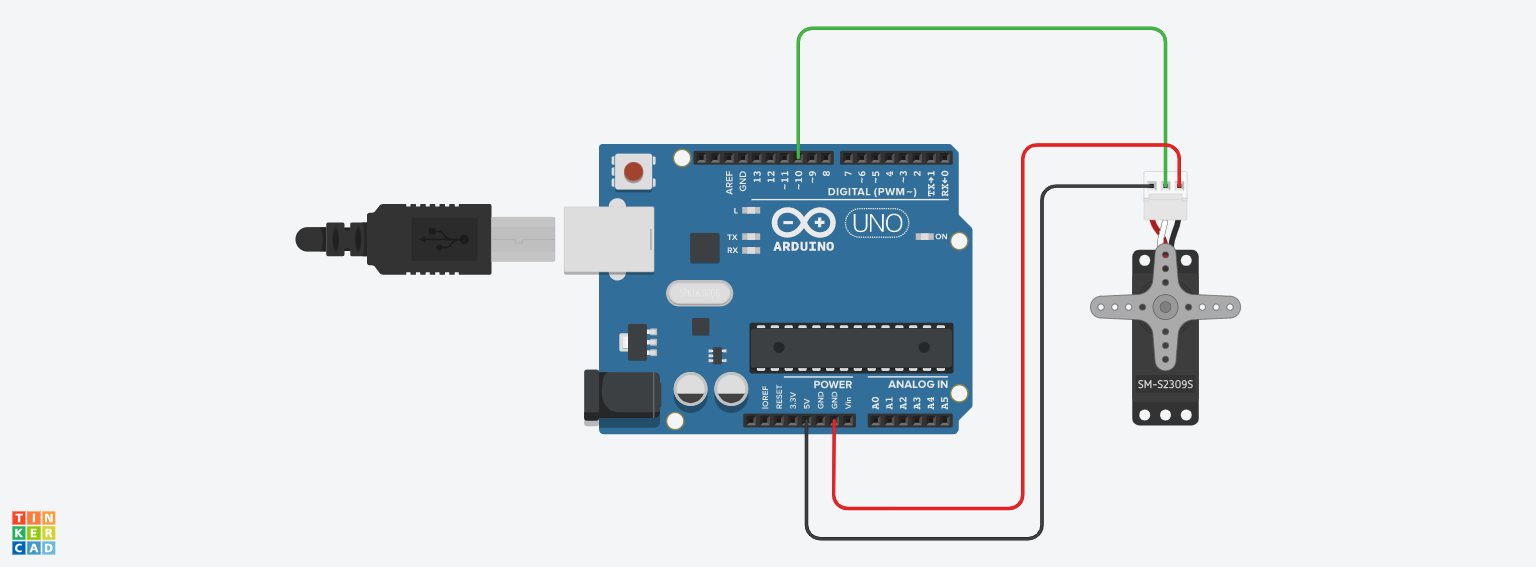 AREF
GND
13
12
~11
~10
~9
8
7
~6
~5
4
~3
2
TX→1
RX←0
DIGITAL (PWM~)
L
TX
RX
ARDUINO
UNO
ON
POWER
ANALOG IN
IOREF
RESET
3.3V
5V
GND
GND
Vin
A0
A1
A2
A3
A4
A5
SM-S2309S
TIN
KER
CAD